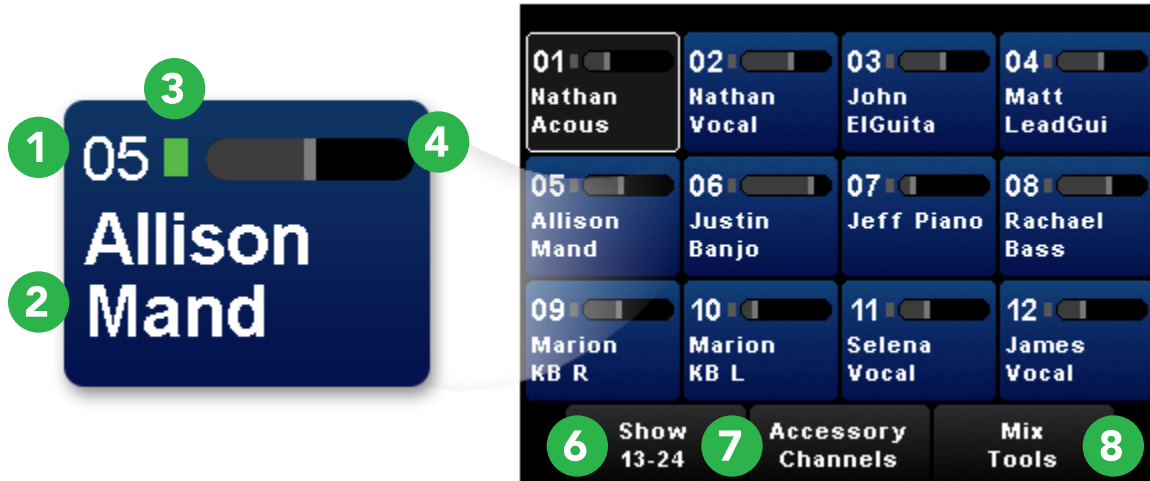 3
1
05
4
Allison
2
Mand
01
Nathan
Acous
02
Nathan
Vocal
03
John
ElGuita
04
Matt
LeadGui
05
Allison
Mand
06
Justin
Banjo
07
Jeff Piano
08
Rachael
Bass
09
Marion
KB R
10
Marion
KB L
11
Selena
Vocal
12
James
Vocal
6
Show
13-24
7
Accessory
Channels
Mix
Tools
8